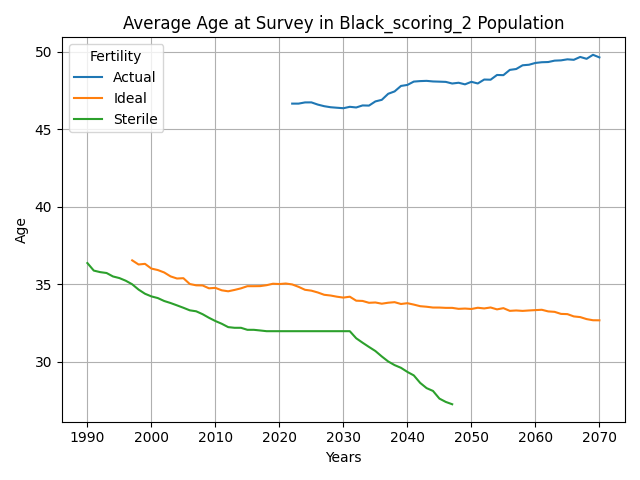 Average Age at Survey in Black_scoring_2 Population
Fertility
Actual
Ideal
Sterile
50
45
40
35
30
Age
1990 2000 2010 2020 2030 2040 2050 2060 2070
Years